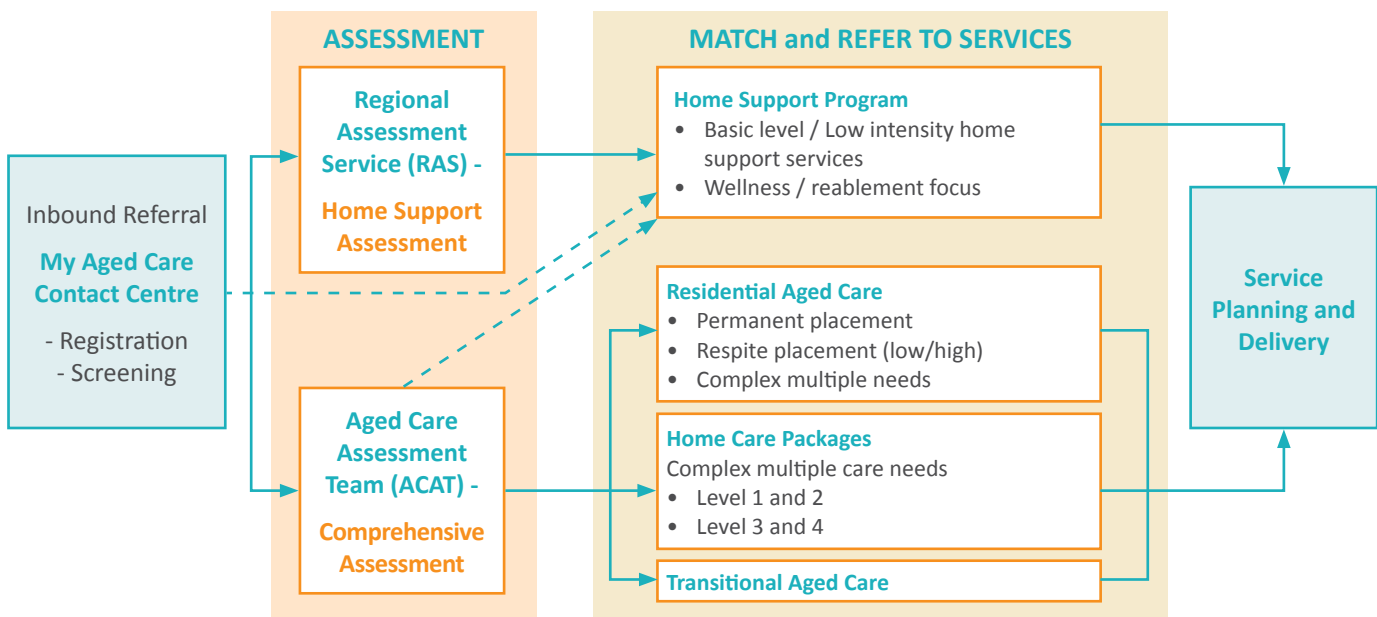 ASSESSMENT
MATCH and REFER TO SERVICES
Inbound Referral
My Aged Care
Contact Centre
- Registration
- Screening
Regional
Assessment
Service (RAS) -
Home Support
Assessment
Aged Care
Assessment
Team (ACAT) -
Comprehensive
Assessment
Home Support Program
• Basic level / Low intensity home
support services
• Wellness / reablement focus
Residential Aged Care
• Permanent placement
• Respite placement (low/high)
• Complex multiple needs
Home Care Packages
Complex multiple care needs
• Level 1 and 2
• Level 3 and 4
Transitional Aged Care
Service
Planning and
Delivery